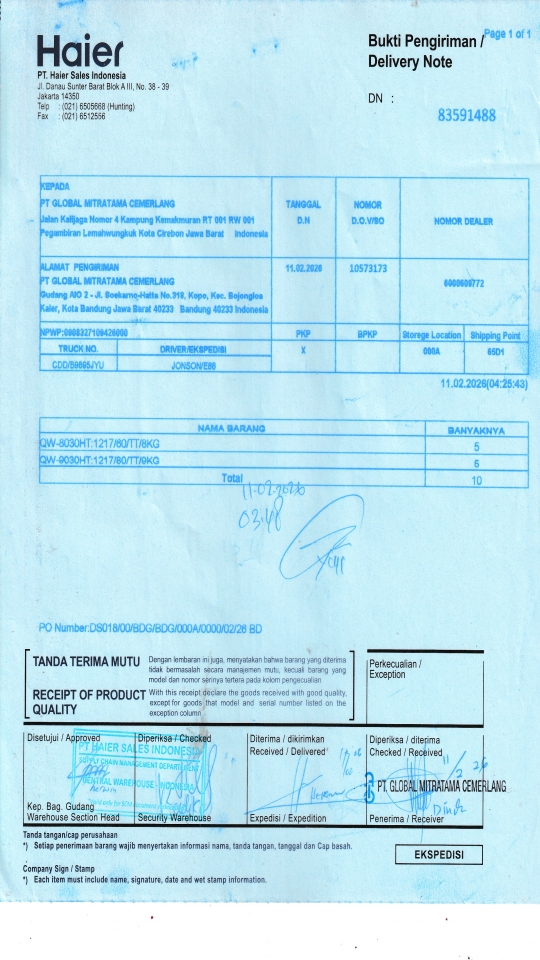 Haier
PT. Haier Sales Indonesia
Jl. Danau Sunter Barat Blok A III, No. 38 - 39
Jakarta 14350
Telp : (021) 6505668 (Hunting)
Fax : (021) 6512556
Page 1 of 1
Bukti Pengiriman /
Delivery Note
DN :
83591488
KEPADA
PT GLOBAL MITRATAMA CEMERLANG
Jalan Kalijaga Nomor 4 Kampung Kemakmuran RT 001 RW 001
Pegambiran Lemahwungkuk Kota Cirebon Jawa Barat Indonesia
TANGGAL
D.N
NOMOR
D.O.V/SO
NOMOR DEALER
ALAMAT PENGIRIMAN
PT GLOBAL MITRATAMA CEMERLANG
Gudang AIO 2 - Jl. Soekarno-Hatta No.318, Kopo, Kec. Bojongloa
Kaler, Kota Bandung Jawa Barat 40233 Bandung 40233 Indonesia
11.02.2026
10573173
PKP
BPKP
Storege Location
Shipping Point
TRUCK NO.
DRIVER/EKSPEDISI
X
000A
65D1
JONSON/E66
11.02.2026(04:25:43)
NAMA BARANG
BANYAKNYA
QW-8030HT:1217/60/TT/8KG
5
QW-9030HT:1217/80/TT/9KG
Total
10
11.02.2026
03:48
PO Number:DS018/00/BDG/BDG/000A/0000/02/26 BD
TANDA TERIMA MUTU
Dengan lembaran ini juga, menyatakan bahwa barang yang diterima
tidak bermasalah secara manajemen mutu, kecuali barang yang
model dan nomor serinya tertera pada kolom pengecualian
RECEIPT OF PRODUCT
QUALITY
With this receipt declare the goods received with good quality,
except for goods that model and serial number listed on the
exception column
Perkecualian /
Exception
Disetujui / Approved
Diperiksa / Checked
Diterima / dikirimkan
Received / Delivered
Diperiksa / diterima
Checked / Received
PT HAIER SALES INDONESIA
SUPPLY CHAIN MANAGEMENT DEPARTMENT
CENTRAL WAREHOUSE - INDONESIA
11/2 26
PT. GLOBAL MITRATAMA CEMERLANG
Kep. Bag. Gudang
Warehouse Section Head
Security Warehouse
Expedisi / Expedition
Penerima / Receiver
Tanda tangan/cap perusahaan
*) Setiap penerimaan barang wajib menyertakan informasi nama, tanda tangan, tanggal dan Cap basah.
EKSPEDISI
Company Sign / Stamp
*) Each item must include name, signature, date and wet stamp information.